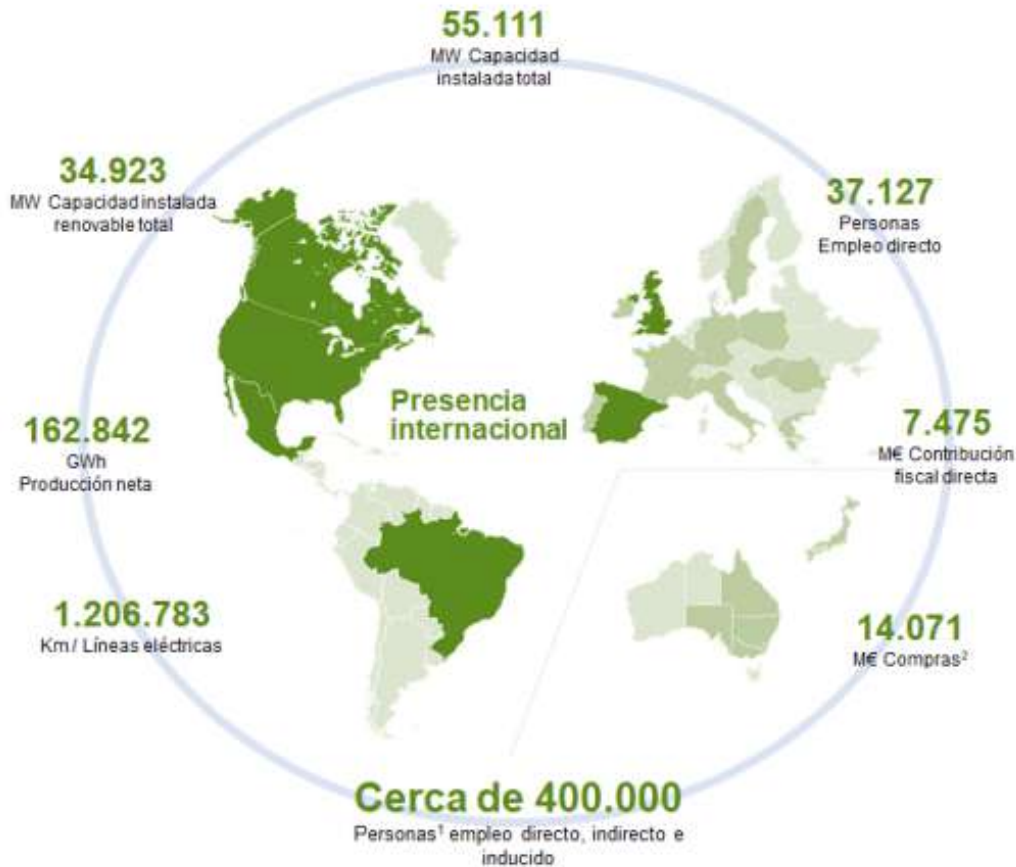 55.111
MW Capacidad
instalada total
34.923
MW Capacidad instalada
renovable total
37.127
Personas
Empleo directo
Presencia
internacional
162.842
GWh
Producción neta
7.475
M€ Contribución
fiscal directa
1.206.783
Km / Líneas eléctricas
14.071
M€ Compras²
Cerca de 400.000
Personas¹ empleo directo, indirecto e
inducido